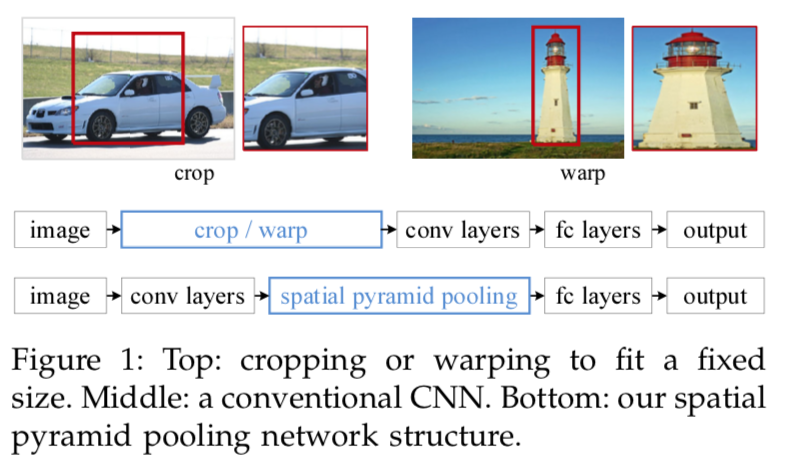 crop
warp
image crop / warp conv layers fc layers output
image conv layers spatial pyramid pooling fc layers output
Figure 1: Top: cropping or warping to fit a fixed
size. Middle: a conventional CNN. Bottom: our spatial
pyramid pooling network structure.